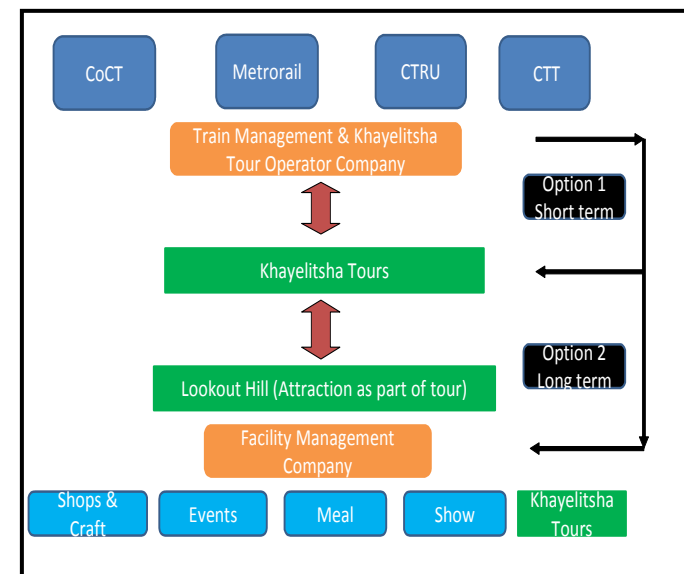 CoCT
Metrorail
CTRU
CTT
Train Management & Khayelitsha
Tour Operator Company
Option 1
Short term
Khayelitsha Tours
Option 2
Long term
Lookout Hill (Attraction as part of tour)
Facility Management
Company
Shops &
Craft
Events
Meal
Show
Khayelitsha
Tours